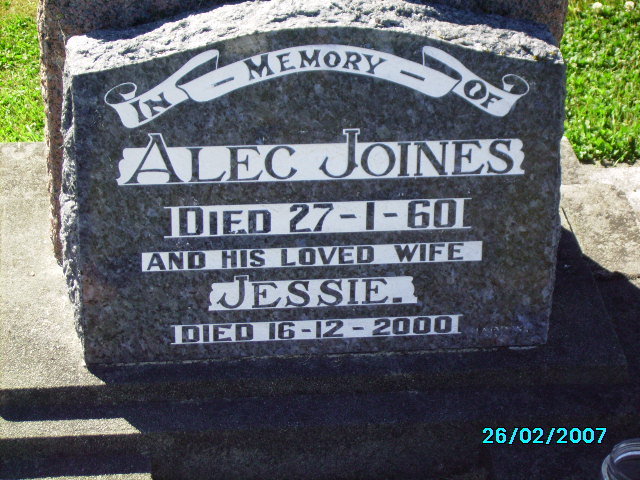 IN - MEMORY - OF
ALEC JOINES
DIED 27-1-60
AND HIS LOVED WIFE
JESSIE.
DIED 16-12-2000
26/02/2007